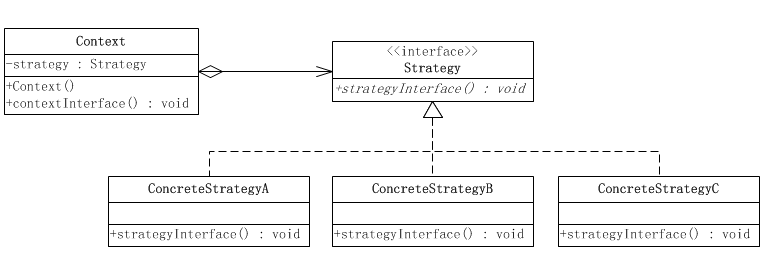 Context
-strategy : Strategy
+Context()
+contextInterface() : void
<<interface>>
Strategy
+strategyInterface() : void
ConcreteStrategyA
+strategyInterface() : void
ConcreteStrategyB
+strategyInterface() : void
ConcreteStrategyC
+strategyInterface() : void